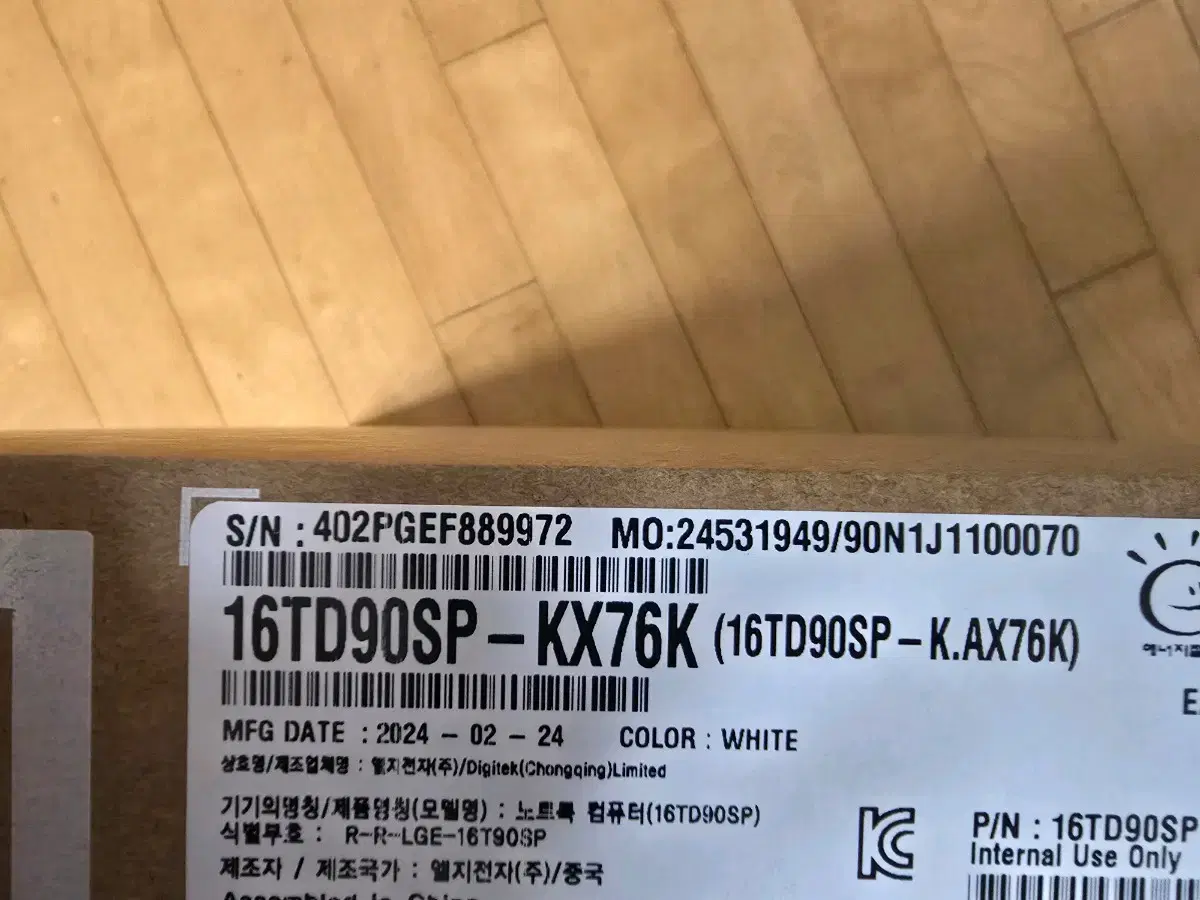 S/N : 402PGEF889972 MO:24531949/90N1J1100070
16TD90SP – KX76K (16TD90SP – K.AX76K)
MFG DATE : 2024 – 02 – 24 COLOR : WHITE
상호명/제조업체명 : 엘지전자(주)/Digitek(Chongqing)Limited
기기의명칭/제품명칭(모델명) : 노트북 컴퓨터(16TD90SP)
식별부호 : R-R-LGE-16T90SP
제조자 / 제조국가 : 엘지전자(주)/중국
Assembled in China
P/N : 16TD90SP
Internal Use Only